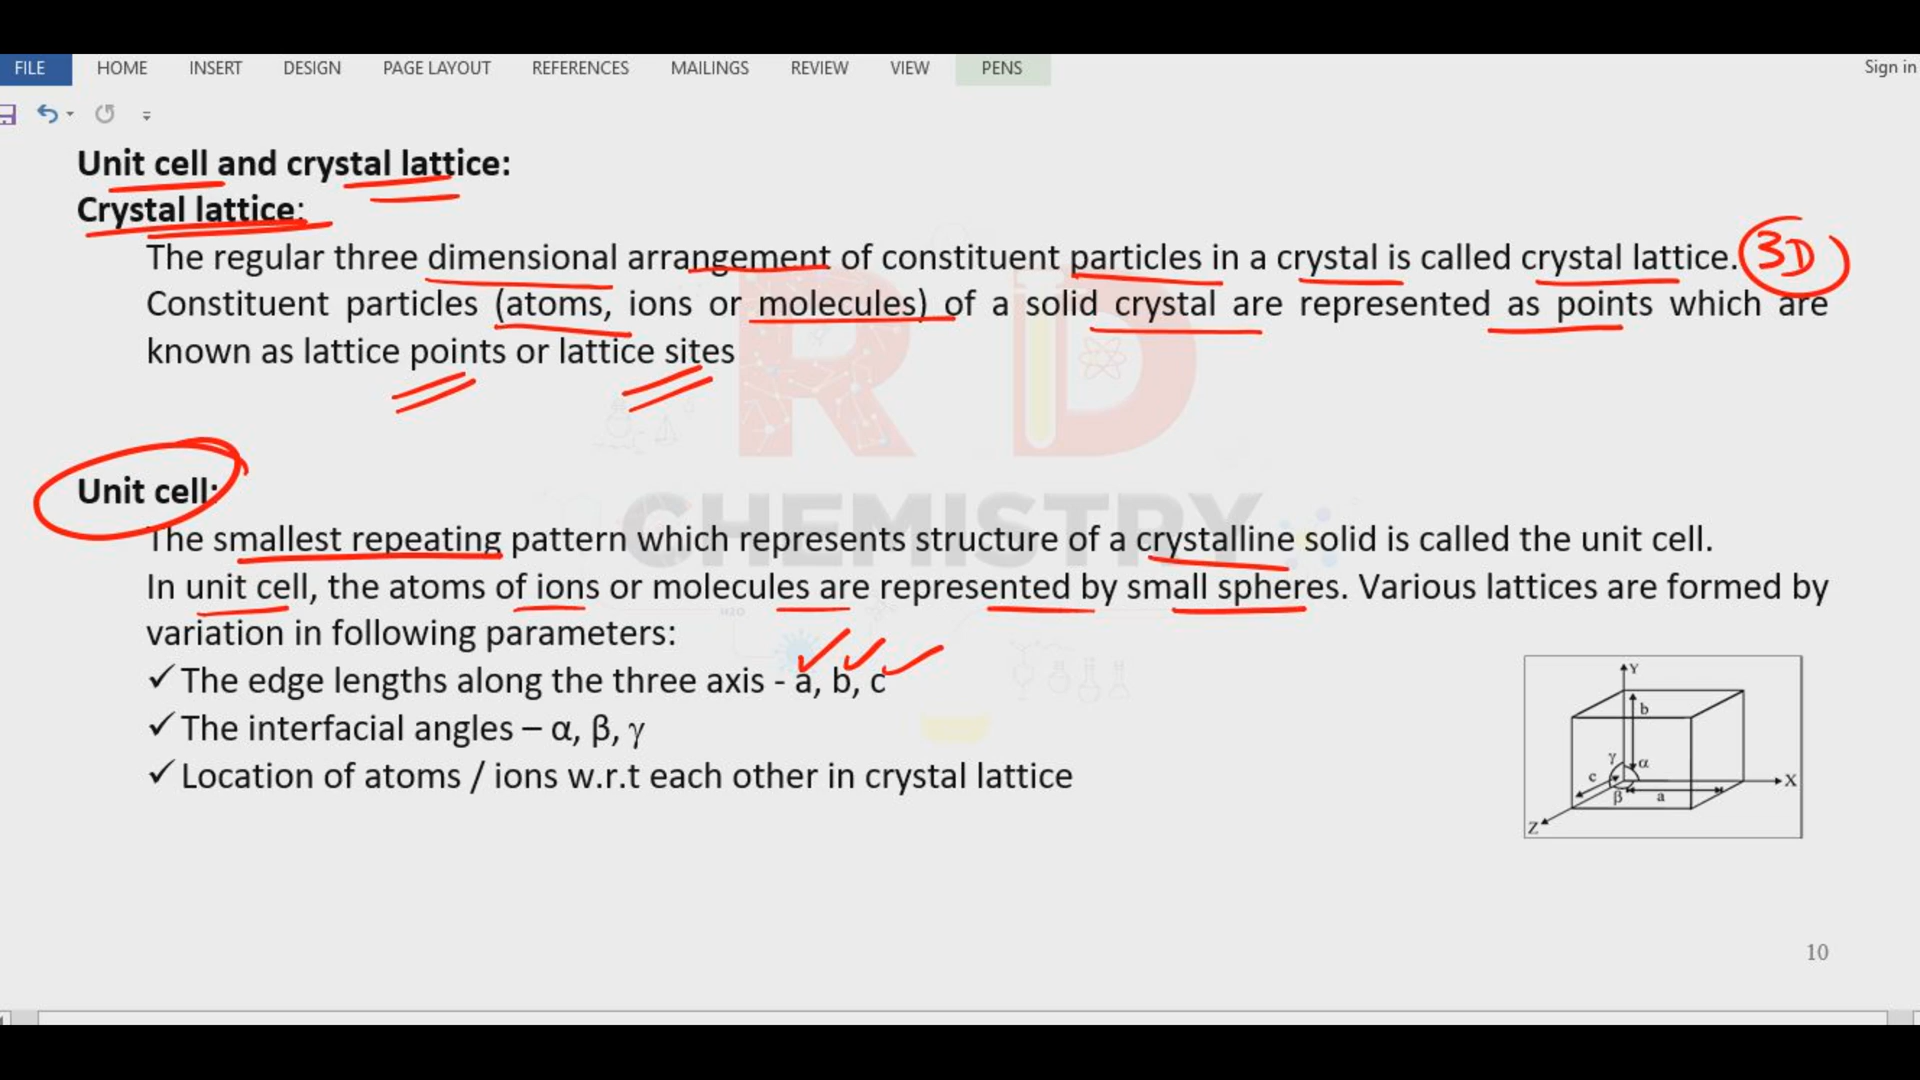 FILE HOME INSERT DESIGN PAGE LAYOUT REFERENCES MAILINGS REVIEW VIEW PENS Sign in
Unit cell and crystal lattice:
Crystal lattice:
The regular three dimensional arrangement of constituent particles in a crystal is called crystal lattice. 3D
Constituent particles (atoms, ions or molecules) of a solid crystal are represented as points which are
known as lattice points or lattice sites
RD
CHEMISTRY
Unit cell:
The smallest repeating pattern which represents structure of a crystalline solid is called the unit cell.
In unit cell, the atoms of ions or molecules are represented by small spheres. Various lattices are formed by
H2O
variation in following parameters:
✓ The edge lengths along the three axis - a, b, c
✓ The interfacial angles – α, β, γ
✓ Location of atoms / ions w.r.t each other in crystal lattice
Y
b
γ α
c X
β a
Z
10